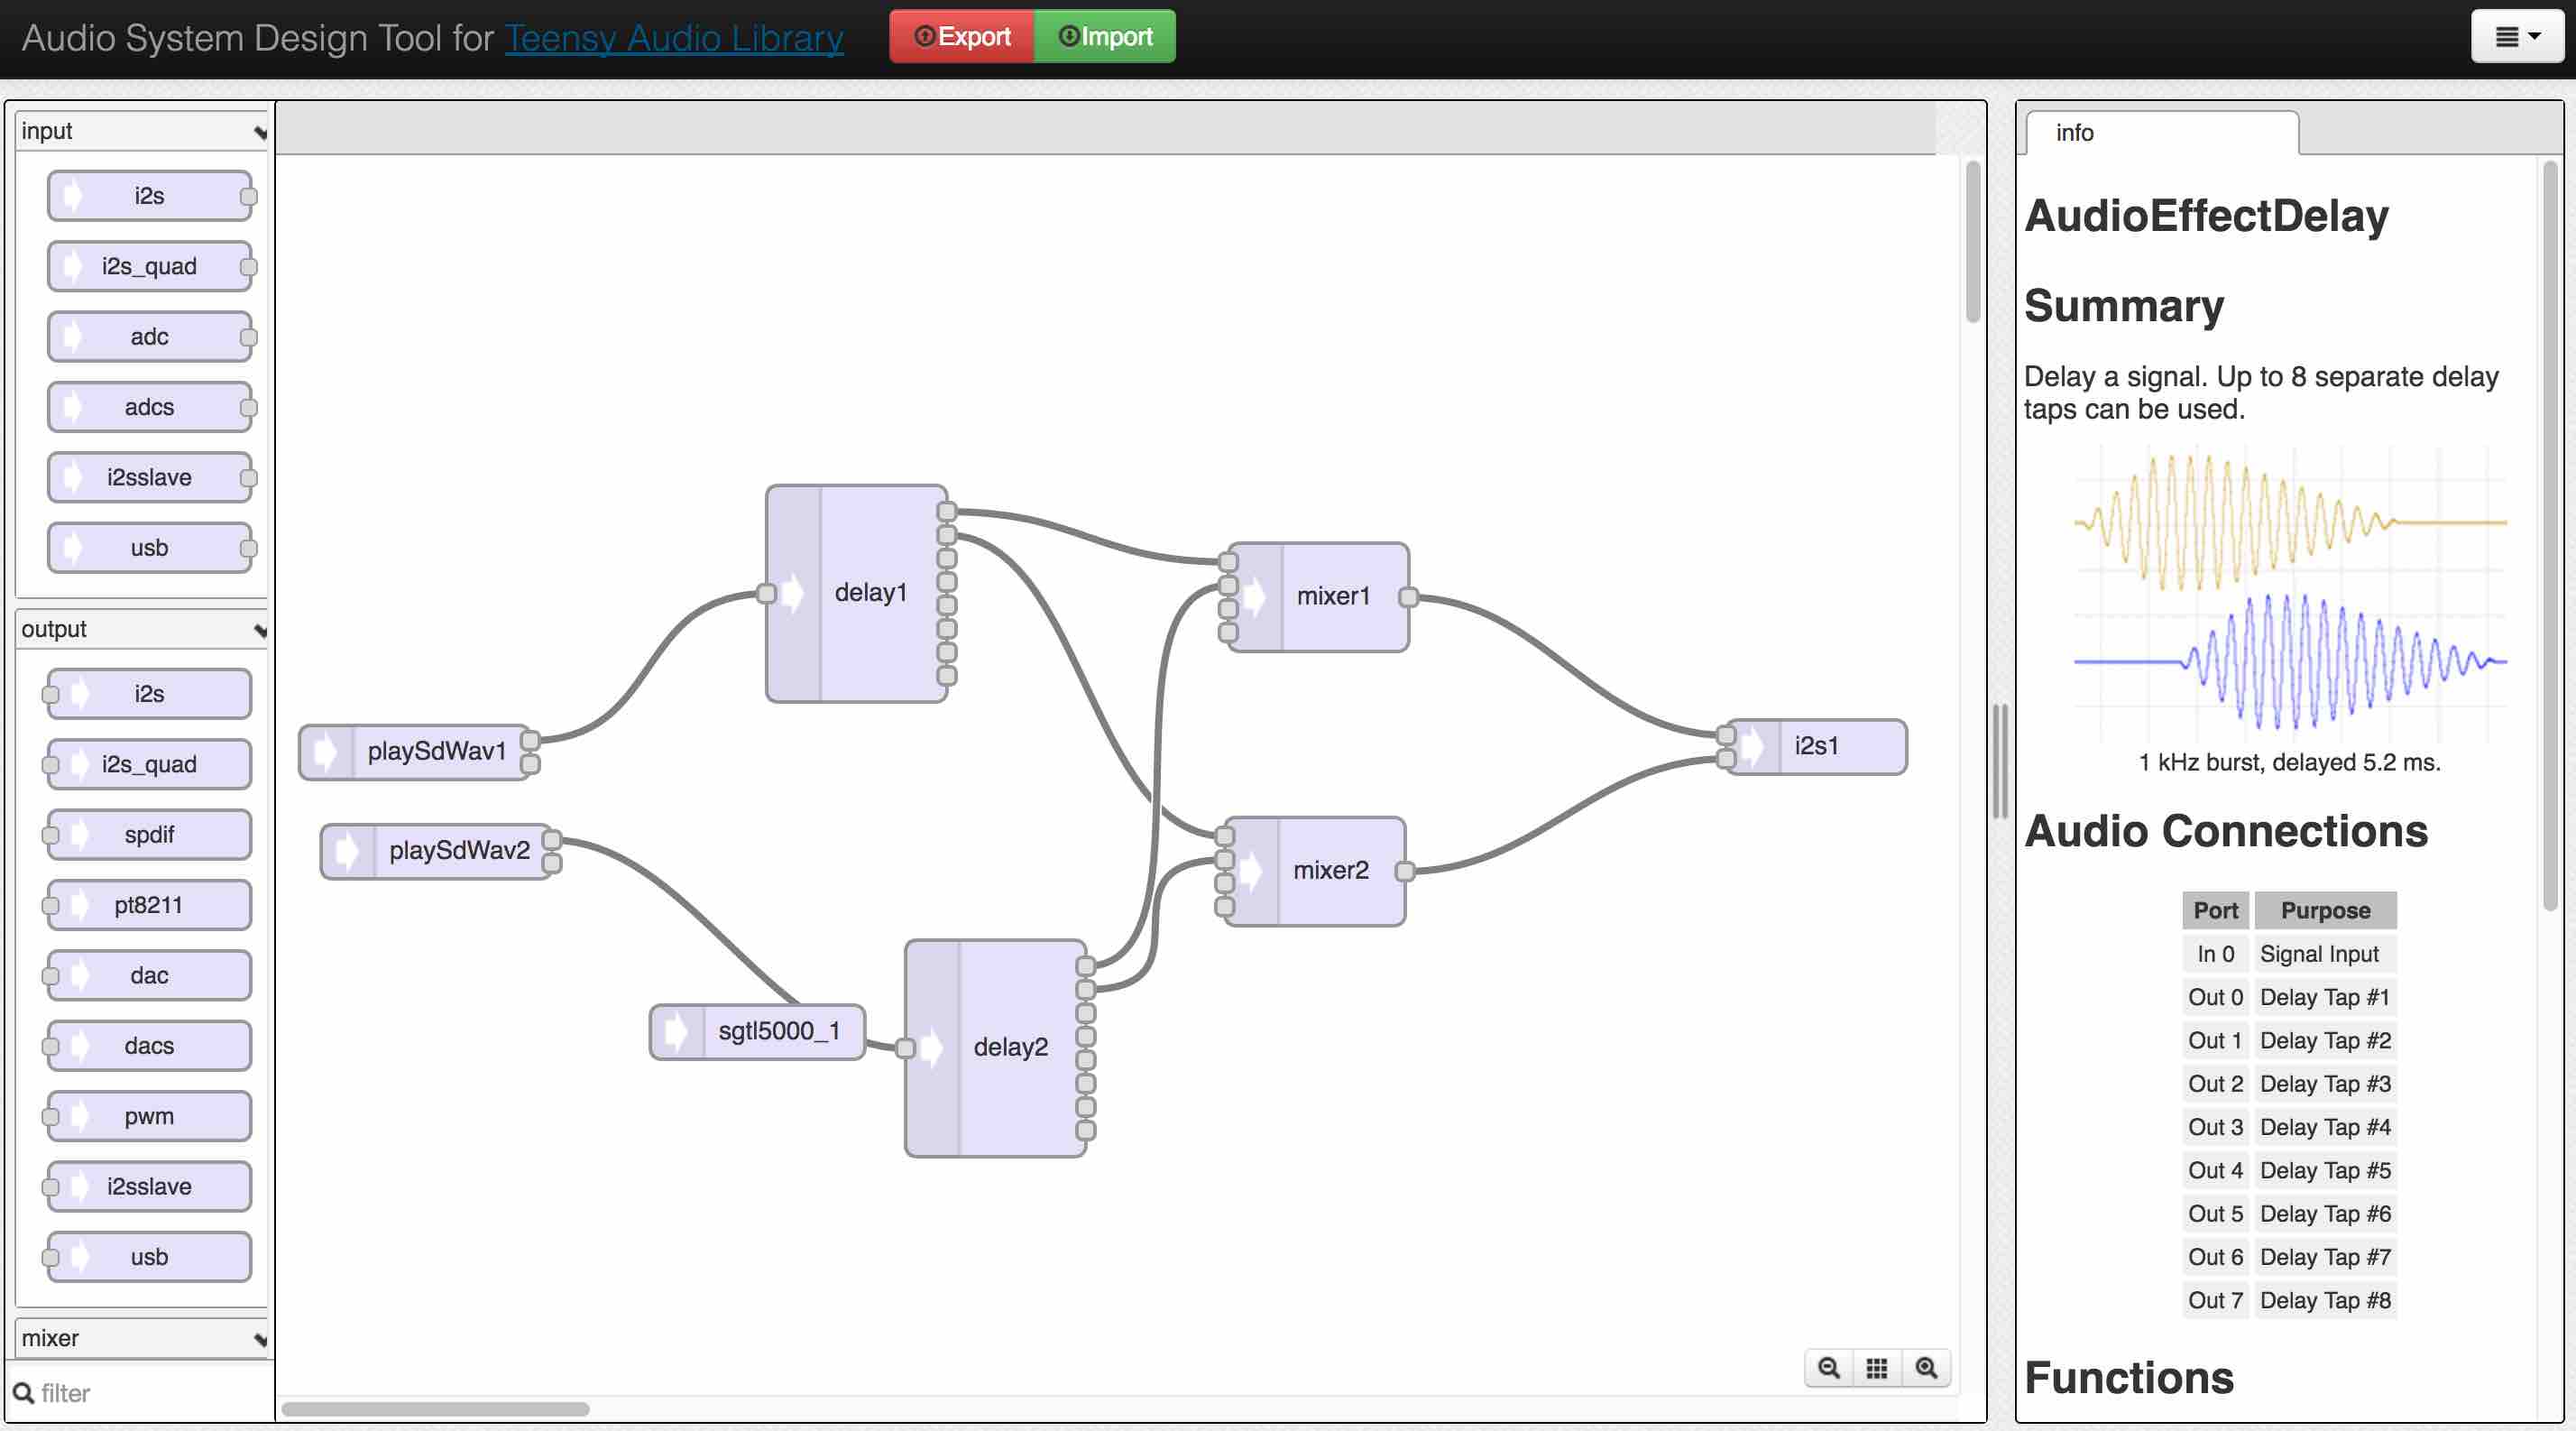 Audio System Design Tool for Teensy Audio Library
Export
Import
input
i2s
i2s_quad
adc
adcs
i2sslave
usb
output
i2s
i2s_quad
spdif
pt8211
dac
dacs
pwm
i2sslave
usb
mixer
filter
delay1
mixer1
playSdWav1
i2s1
playSdWav2
mixer2
sgtl5000_1
delay2
info
AudioEffectDelay
Summary
Delay a signal. Up to 8 separate delay
taps can be used.
1 kHz burst, delayed 5.2 ms.
Audio Connections
Port Purpose
In 0 Signal Input
Out 0 Delay Tap #1
Out 1 Delay Tap #2
Out 2 Delay Tap #3
Out 3 Delay Tap #4
Out 4 Delay Tap #5
Out 5 Delay Tap #6
Out 6 Delay Tap #7
Out 7 Delay Tap #8
Functions